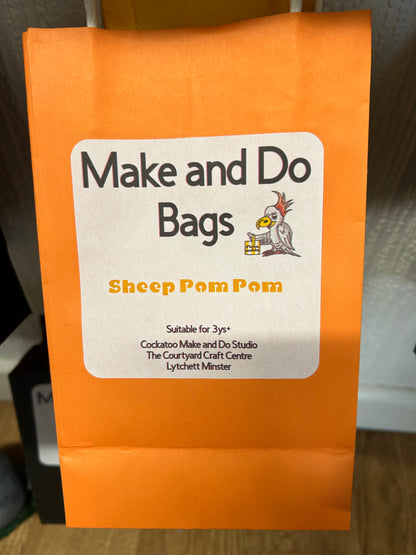 Make and Do
Bags
Sheep Pom Pom
Suitable for 3ys+
Cockatoo Make and Do Studio
The Courtyard Craft Centre
Lytchett Minster
M